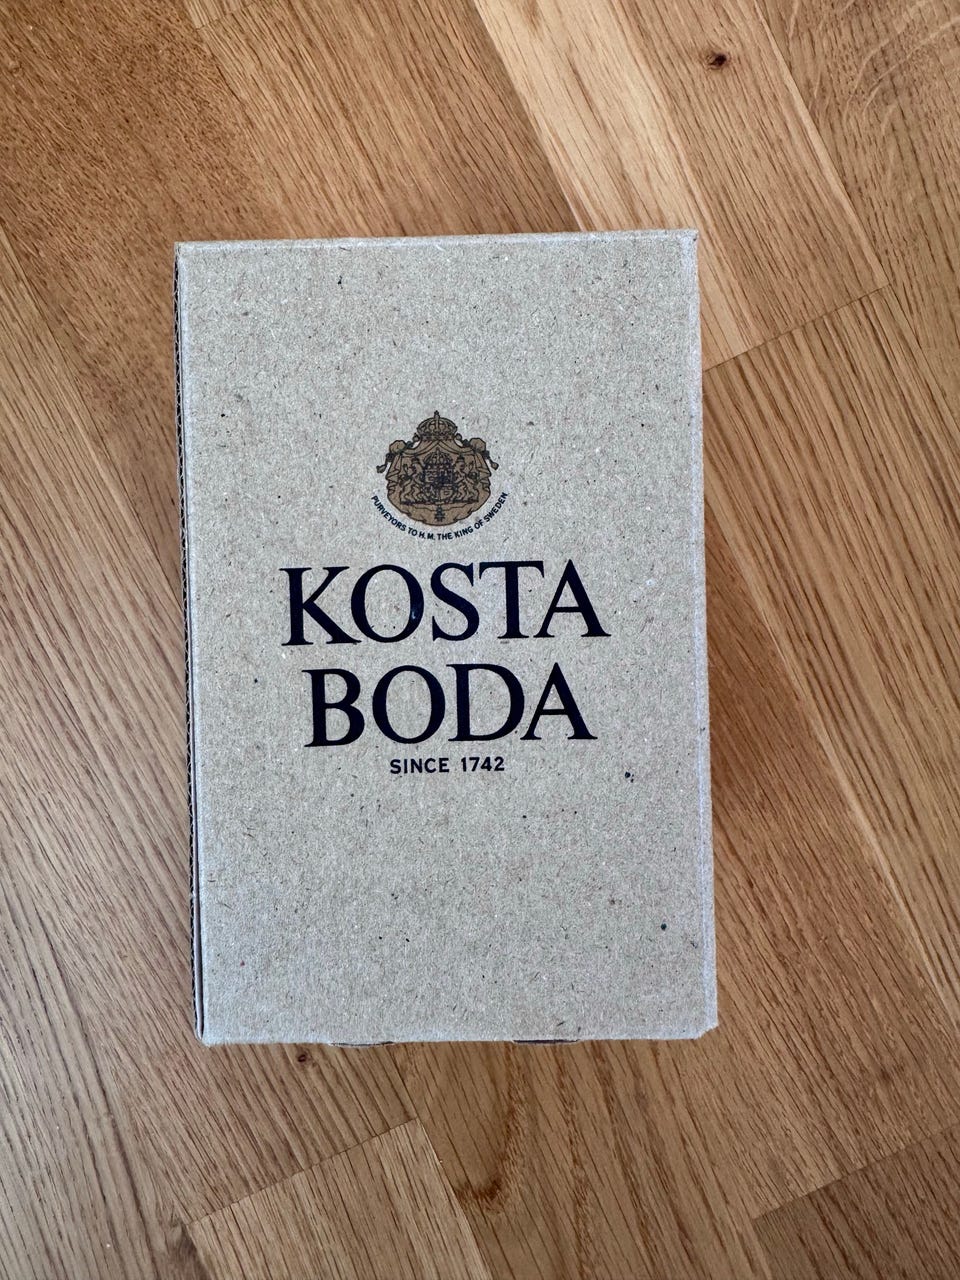 PURVEYORS TO H.M. THE KING OF SWEDEN
KOSTA
BODA
SINCE 1742